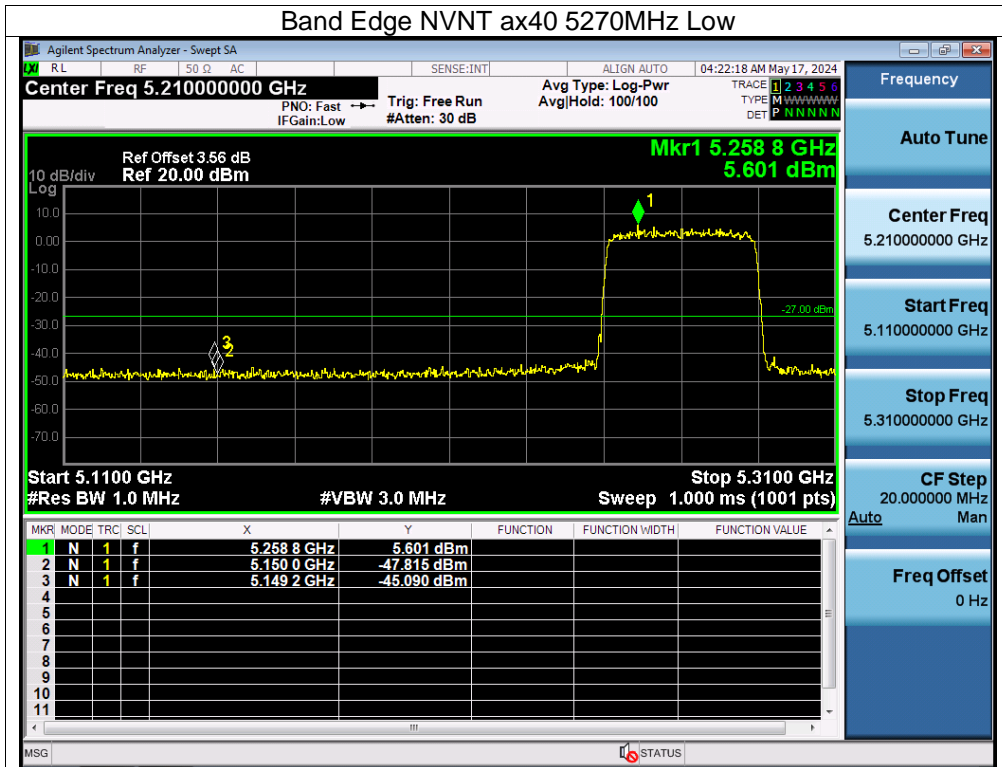 Band Edge NVNT ax40 5270MHz Low
Agilent Spectrum Analyzer - Swept SA
LXI RL RF 50 Ω AC SENSE:INT ALIGN AUTO 04:22:18 AM May 17, 2024
Center Freq 5.210000000 GHz
PNO: Fast
IFGain:Low
Trig: Free Run
#Atten: 30 dB
Avg Type: Log-Pwr
Avg|Hold: 100/100
TRACE 1 2 3 4 5 6
TYPE M WWWWW
DET P N N N N N
Frequency
Auto Tune
Center Freq
5.210000000 GHz
Start Freq
5.110000000 GHz
Stop Freq
5.310000000 GHz
CF Step
20.000000 MHz
Auto Man
Freq Offset
0 Hz
Mkr1 5.258 8 GHz
5.601 dBm
Ref Offset 3.56 dB
10 dB/div Ref 20.00 dBm
Log
10.0
0.00
-10.0
-20.0
-30.0
-40.0
-50.0
-60.0
-70.0
1
-27.00 dBm
3
2
Start 5.1100 GHz Stop 5.3100 GHz
#Res BW 1.0 MHz #VBW 3.0 MHz Sweep 1.000 ms (1001 pts)
MKR MODE TRC SCL X Y FUNCTION FUNCTION WIDTH FUNCTION VALUE
1 N 1 f 5.258 8 GHz 5.601 dBm
2 N 1 f 5.150 0 GHz -47.815 dBm
3 N 1 f 5.149 2 GHz -45.090 dBm
4
5
6
7
8
9
10
11
MSG STATUS